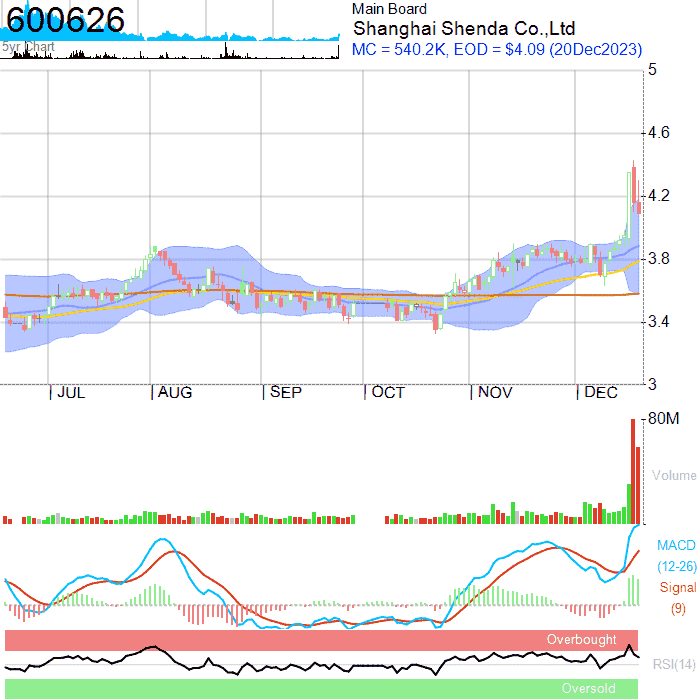 600626
5yr Chart
Main Board
Shanghai Shenda Co.,Ltd
MC = 540.2K, EOD = $4.09 (20Dec2023)
5
4.6
4.2
3.8
3.4
3
JUL AUG SEP OCT NOV DEC
80M
Volume
MACD
(12-26)
Signal
(9)
Overbought
RSI(14)
Oversold